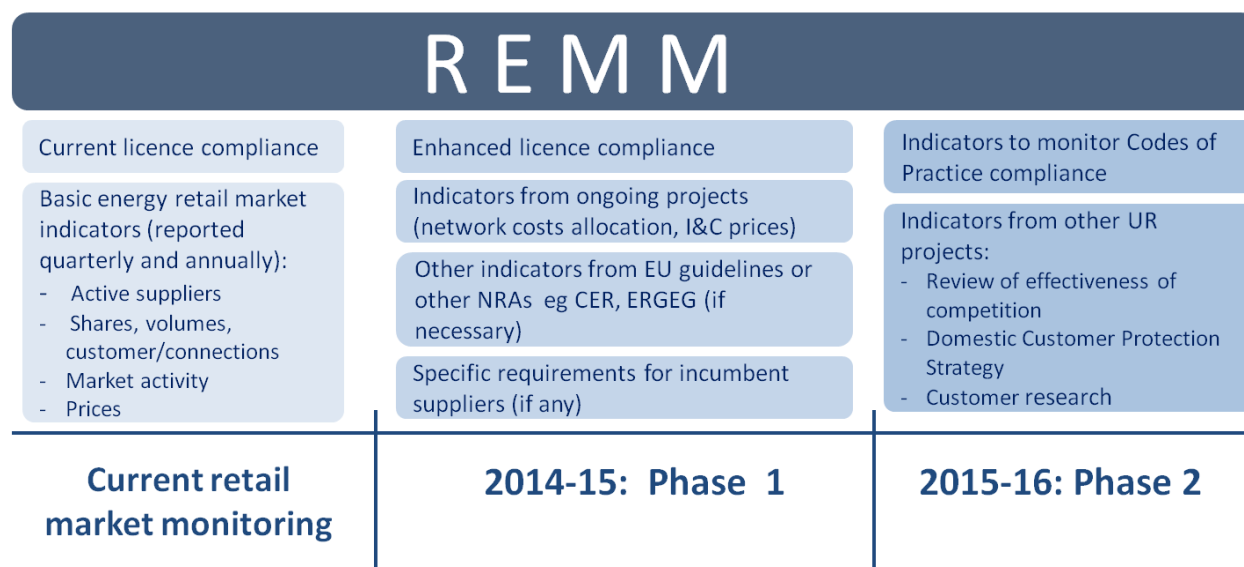 R E M M
Current licence compliance
Basic energy retail market
indicators (reported
quarterly and annually):
- Active suppliers
- Shares, volumes,
customer/connections
- Market activity
- Prices
Current retail
market monitoring
Enhanced licence compliance
Indicators from ongoing projects
(network costs allocation, I&C prices)
Other indicators from EU guidelines or
other NRAs eg CER, ERGEG (if
necessary)
Specific requirements for incumbent
suppliers (if any)
2014-15: Phase 1
Indicators to monitor Codes of
Practice compliance
Indicators from other UR
projects:
- Review of effectiveness of
competition
- Domestic Customer Protection
Strategy
- Customer research
2015-16: Phase 2